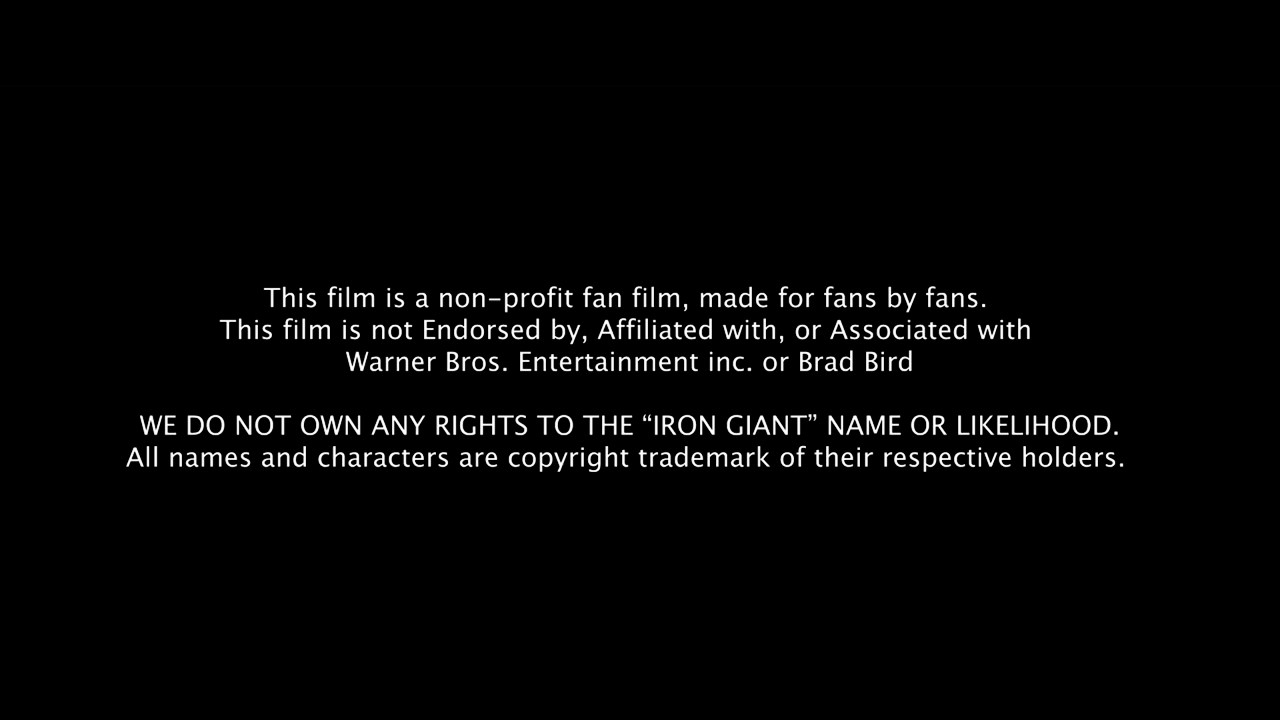 This film is a non-profit fan film, made for fans by fans.
This film is not Endorsed by, Affiliated with, or Associated with
Warner Bros. Entertainment inc. or Brad Bird
WE DO NOT OWN ANY RIGHTS TO THE “IRON GIANT” NAME OR LIKELIHOOD.
All names and characters are copyright trademark of their respective holders.